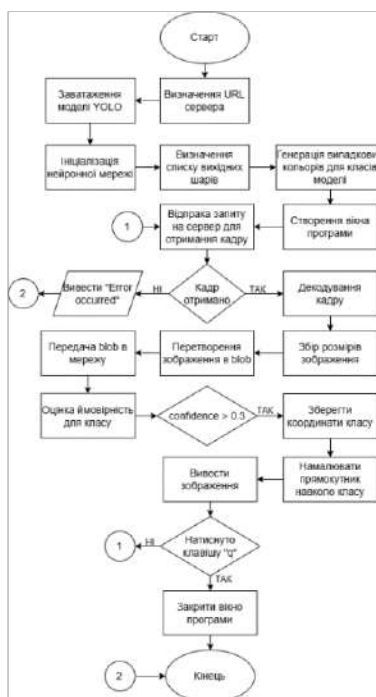 Старт
Заватаження
моделі YOLO
Визначення URL
сервера
Ініціалізація
нейронної мережі
Визначення
списку вихідних
шарів
Генерація випадкови
кольорів для класів
моделі
1
Відправка запиту
на сервер для
отримання кадру
Створення вікна
програми
2
Вивести "Error
occurred"
НІ
Кадр
отримано
ТАК
Декодування
кадру
Передача blob в
мережу
Перетворення
зображення в blob
Збір розмірів
зображення
Оцінка ймовірність
для класу
confidence > 0.3
ТАК
Зберегти
координати класу
Вивести
зображення
Намалювати
прямокутник
навколо класу
1
НІ
Натиснуто
клавішу "q"
ТАК
Закрити вікно
програми
2
Кінець